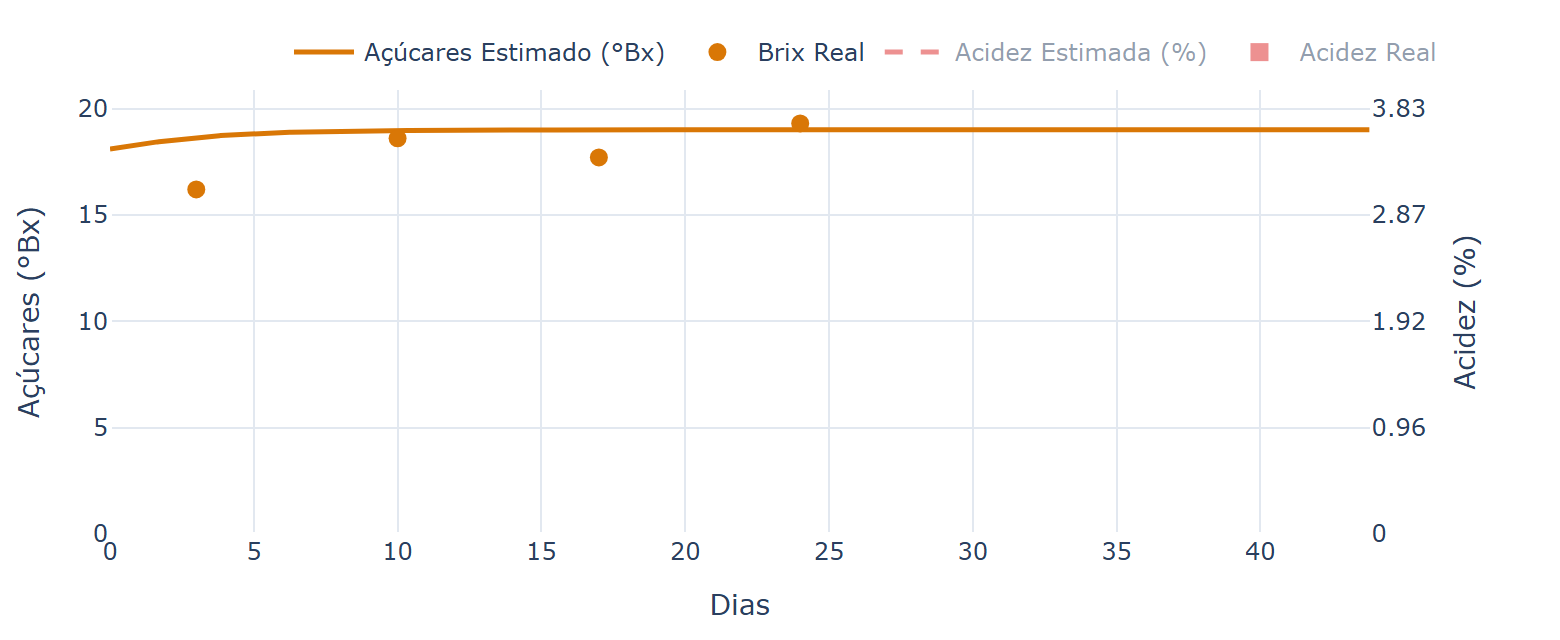 Açúcares Estimado (°Bx) Brix Real Acidez Estimada (%) Acidez Real
20
15
10
5
0
Açúcares (°Bx)
3.83
2.87
1.92
0.96
0
Acidez (%)
0 5 10 15 20 25 30 35 40
Dias